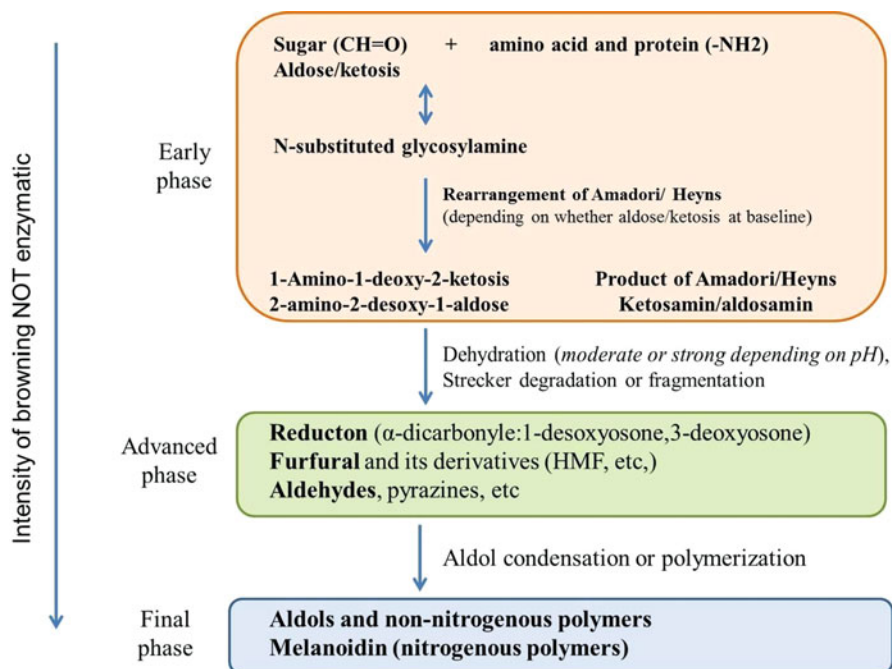 Intensity of browning NOT enzymatic
Early
phase
Sugar (CH=O) + amino acid and protein (-NH2)
Aldose/ketosis
N-substituted glycosylamine
Rearrangement of Amadori/ Heyns
(depending on whether aldose/ketosis at baseline)
1-Amino-1-deoxy-2-ketosis Product of Amadori/Heyns
2-amino-2-desoxy-1-aldose Ketosamin/aldosamin
Dehydration (moderate or strong depending on pH),
Strecker degradation or fragmentation
Advanced
phase
Reducton (α-dicarbonyle:1-desoxyosone,3-deoxyosone)
Furfural and its derivatives (HMF, etc,)
Aldehydes, pyrazines, etc
Aldol condensation or polymerization
Final
phase
Aldols and non-nitrogenous polymers
Melanoidin (nitrogenous polymers)